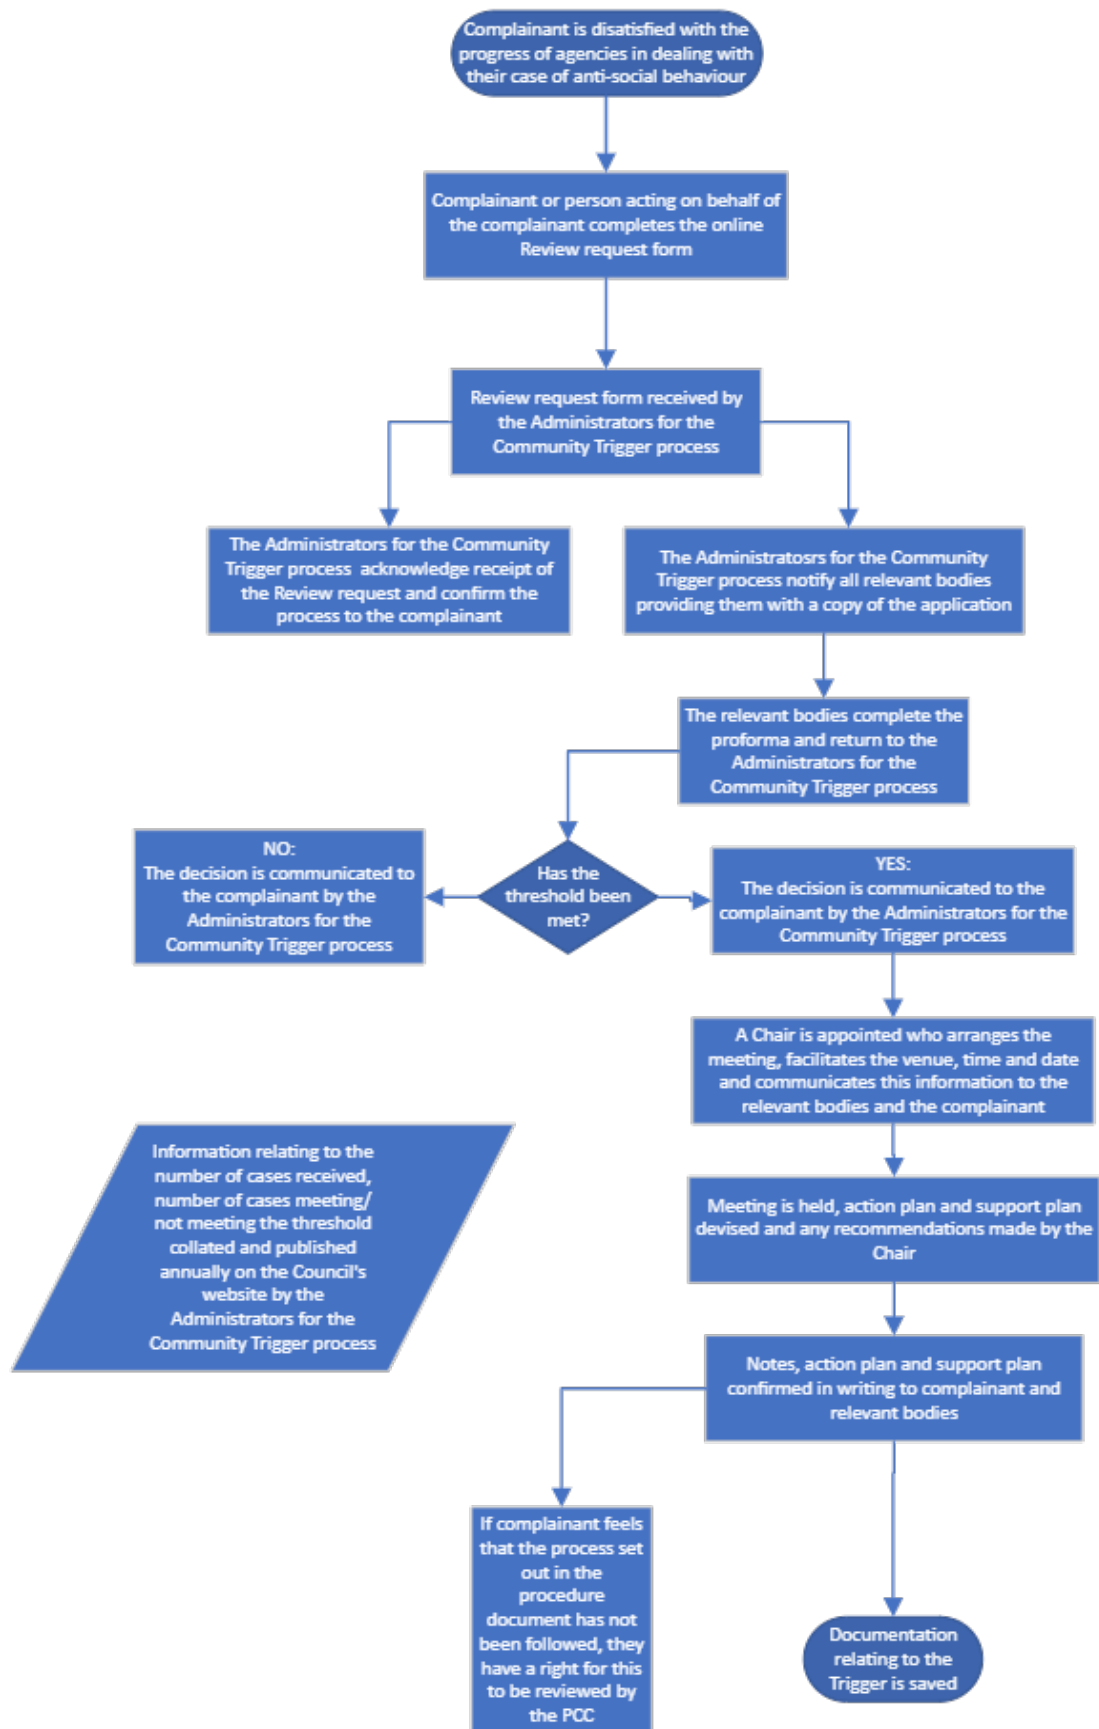 Complainant is disatisfied with the
progress of agencies in dealing with
their case of anti-social behaviour
Complainant or person acting on behalf of
the complainant completes the online
Review request form
Review request form received by
the Administrators for the
Community Trigger process
The Administrators for the Community
Trigger process acknowledge receipt of
the Review request and confirm the
process to the complainant
The Administratosrs for the Community
Trigger process notify all relevant bodies
providing them with a copy of the application
The relevant bodies complete the
proforma and return to the
Administrators for the
Community Trigger process
Has the
threshold been
met?
NO:
The decision is communicated to
the complainant by the
Administrators for the
Community Trigger process
YES:
The decision is communicated to the
complainant by the Administrators for the
Community Trigger process
A Chair is appointed who arranges the
meeting, facilitates the venue, time and date
and communicates this information to the
relevant bodies and the complainant
Information relating to the
number of cases received,
number of cases meeting/
not meeting the threshold
collated and published
annually on the Council's
website by the
Administrators for the
Community Trigger process
Meeting is held, action plan and support plan
devised and any recommendations made by the
Chair
Notes, action plan and support plan
confirmed in writing to complainant and
relevant bodies
If complainant feels
that the process set
out in the
procedure
document has not
been followed, they
have a right for this
to be reviewed by
the PCC
Documentation
relating to the
Trigger is saved